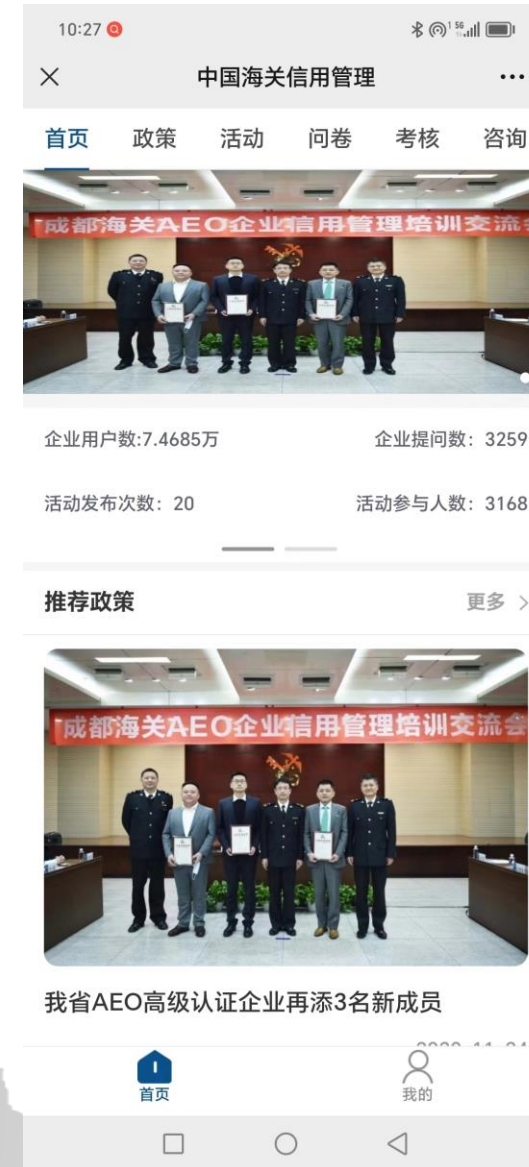 10:27
中国海关信用管理
首页 政策 活动 问卷 考核 咨询
成都海关AEO企业信用管理培训交流会
企业用户数:7.4685万 企业提问数：3259
活动发布次数：20 活动参与人数：3168
推荐政策 更多 >
成都海关AEO企业信用管理培训交流会
我省AEO高级认证企业再添3名新成员
首页 我的